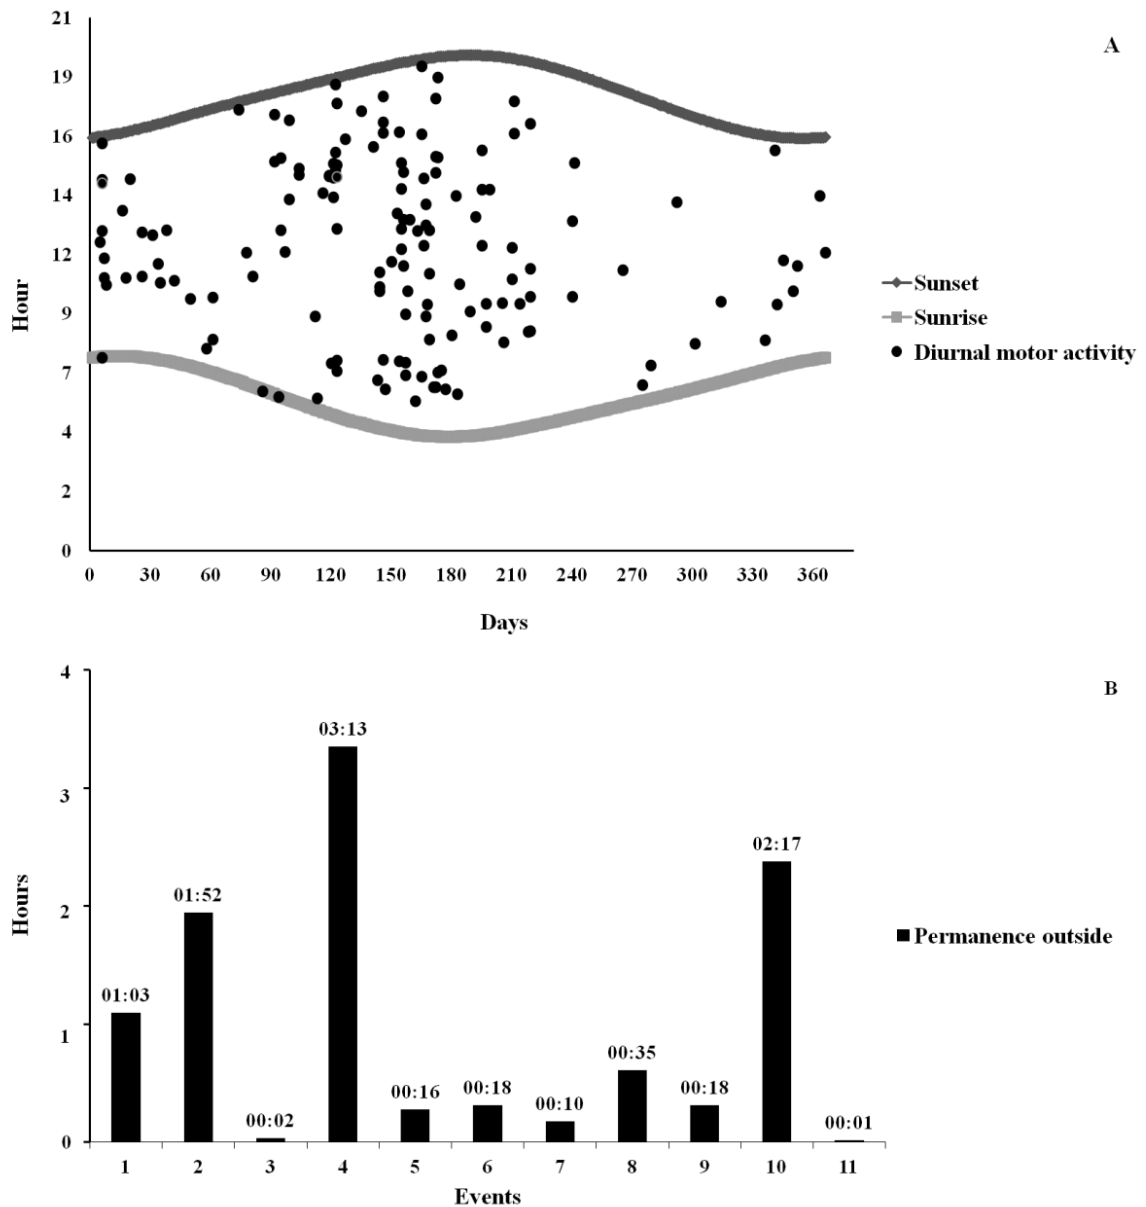 A
21
19
16
14
12
9
7
4
2
0
Hour
0 30 60 90 120 150 180 210 240 270 300 330 360
Days
Sunset
Sunrise
Diurnal motor activity
B
4
3
2
1
0
Hours
01:03
01:52
00:02
03:13
00:16
00:18
00:10
00:35
00:18
02:17
00:01
1 2 3 4 5 6 7 8 9 10 11
Events
Permanence outside